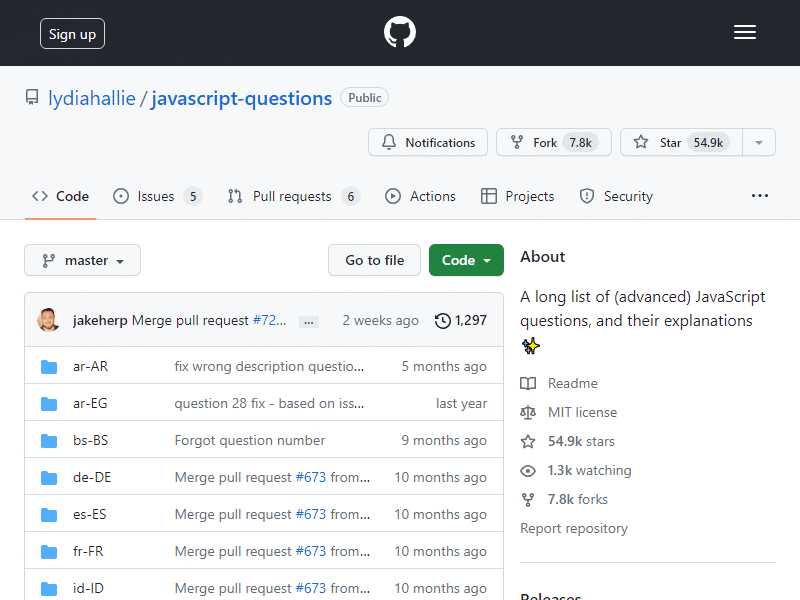 Sign up
lydiahallie / javascript-questions Public
Notifications Fork 7.8k Star 54.9k
Code Issues 5 Pull requests 6 Actions Projects Security
master Go to file Code
jakeherp Merge pull request #72... ... 2 weeks ago 1,297
ar-AR fix wrong description questio... 5 months ago
ar-EG question 28 fix - based on iss... last year
bs-BS Forgot question number 9 months ago
de-DE Merge pull request #673 from... 10 months ago
es-ES Merge pull request #673 from... 10 months ago
fr-FR Merge pull request #673 from... 10 months ago
id-ID Merge pull request #673 from... 10 months ago
About
A long list of (advanced) JavaScript
questions, and their explanations
✨
Readme
MIT license
54.9k stars
1.3k watching
7.8k forks
Report repository
Releases